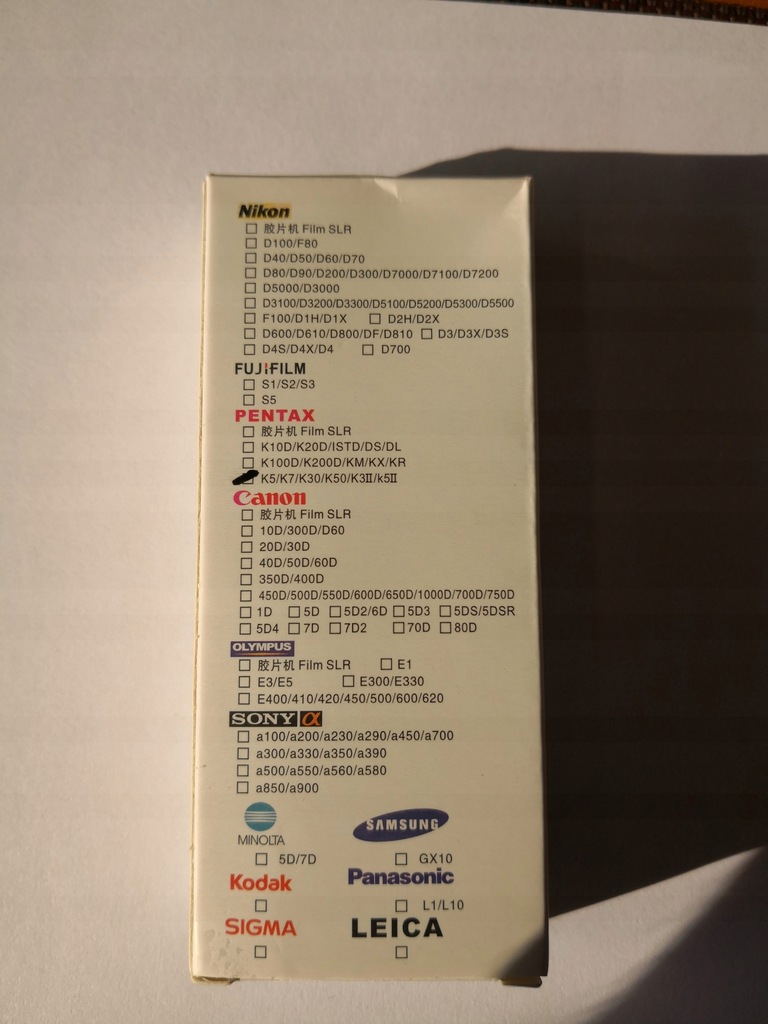 Nikon
胶片机 Film SLR
D100/F80
D40/D50/D60/D70
D80/D90/D200/D300/D7000/D7100/D7200
D5000/D3000
D3100/D3200/D3300/D5100/D5200/D5300/D5500
F100/D1H/D1X D2H/D2X
D600/D610/D800/DF/D810 D3/D3X/D3S
D4S/D4X/D4 D700
FUJIFILM
S1/S2/S3
S5
PENTAX
胶片机 Film SLR
K10D/K20D/ISTD/DS/DL
K100D/K200D/KM/KX/KR
K5/K7/K30/K50/K3II/k5II
Canon
胶片机 Film SLR
10D/300D/D60
20D/30D
40D/50D/60D
350D/400D
450D/500D/550D/600D/650D/1000D/700D/750D
1D 5D 5D2/6D 5D3 5DS/5DSR
5D4 7D 7D2 70D 80D
OLYMPUS
胶片机 Film SLR E1
E3/E5 E300/E330
E400/410/420/450/500/600/620
SONY α
a100/a200/a230/a290/a450/a700
a300/a330/a350/a390
a500/a550/a560/a580
a850/a900
MINOLTA SAMSUNG
5D/7D GX10
Kodak Panasonic
L1/L10
SIGMA LEICA